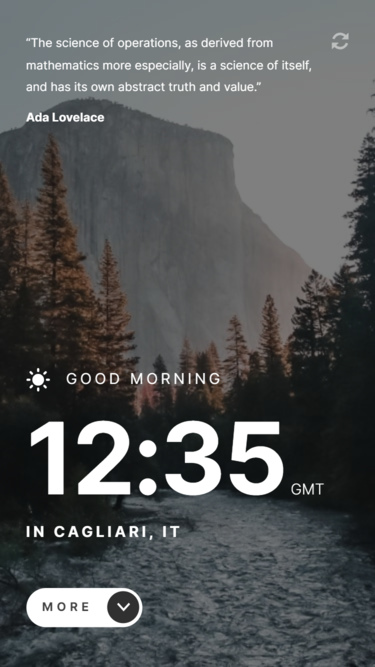 “The science of operations, as derived from
mathematics more especially, is a science of itself,
and has its own abstract truth and value.”
Ada Lovelace
GOOD MORNING
12:35 GMT
IN CAGLIARI, IT
MORE